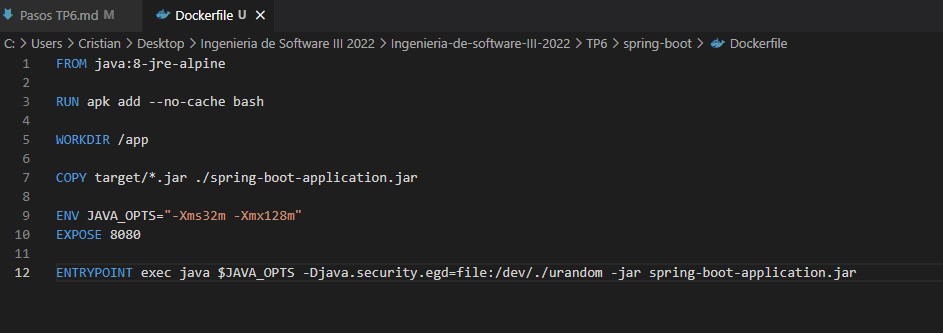 Pasos TP6.md M
Dockerfile U
C: > Users > Cristian > Desktop > Ingenieria de Software III 2022 > Ingenieria-de-software-III-2022 > TP6 > spring-boot > Dockerfile
1 FROM java:8-jre-alpine
2
3 RUN apk add --no-cache bash
4
5 WORKDIR /app
6
7 COPY target/*.jar ./spring-boot-application.jar
8
9 ENV JAVA_OPTS="-Xms32m -Xmx128m"
10 EXPOSE 8080
11
12 ENTRYPOINT exec java $JAVA_OPTS -Djava.security.egd=file:/dev/./urandom -jar spring-boot-application.jar